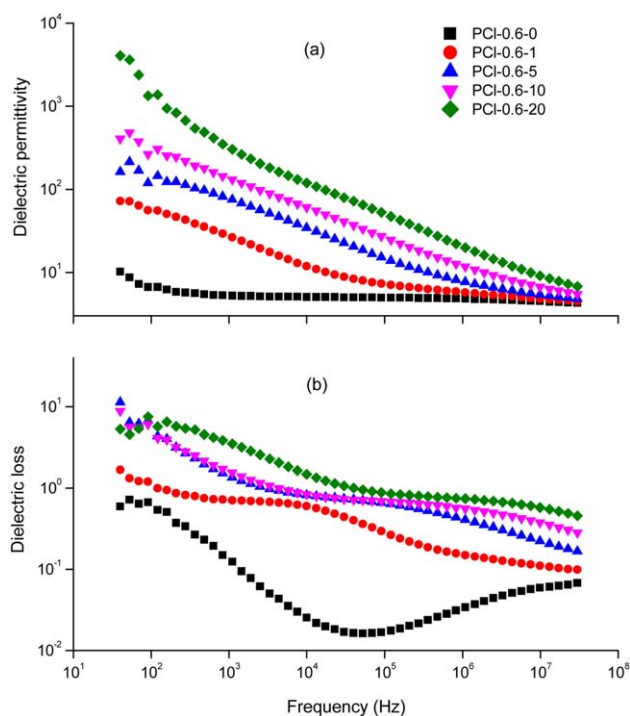 (a)
PCl-0.6-0
PCl-0.6-1
PCl-0.6-5
PCl-0.6-10
PCl-0.6-20
Dielectric permittivity
10⁴
10³
10²
10¹
(b)
Dielectric loss
10¹
10⁰
10⁻¹
10⁻²
10¹ 10² 10³ 10⁴ 10⁵ 10⁶ 10⁷ 10⁸
Frequency (Hz)